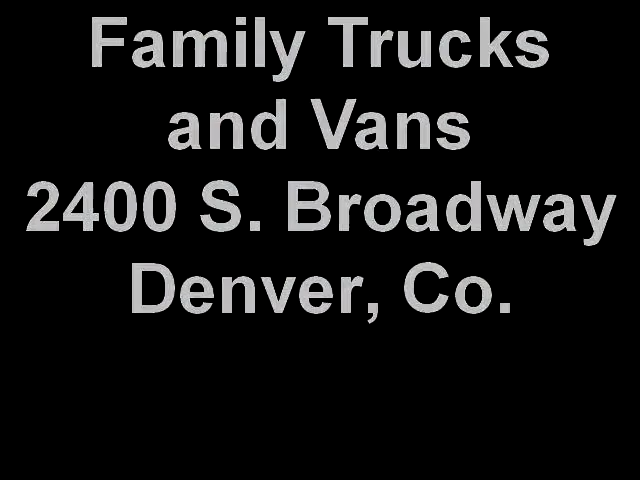 Family Trucks
and Vans
2400 S. Broadway
Denver, Co.